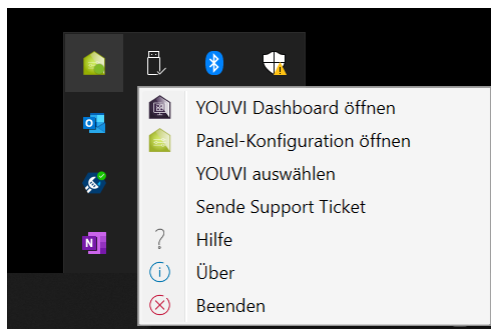 YOUVI Dashboard öffnen
Panel-Konfiguration öffnen
YOUVI auswählen
Sende Support Ticket
Hilfe
Über
Beenden